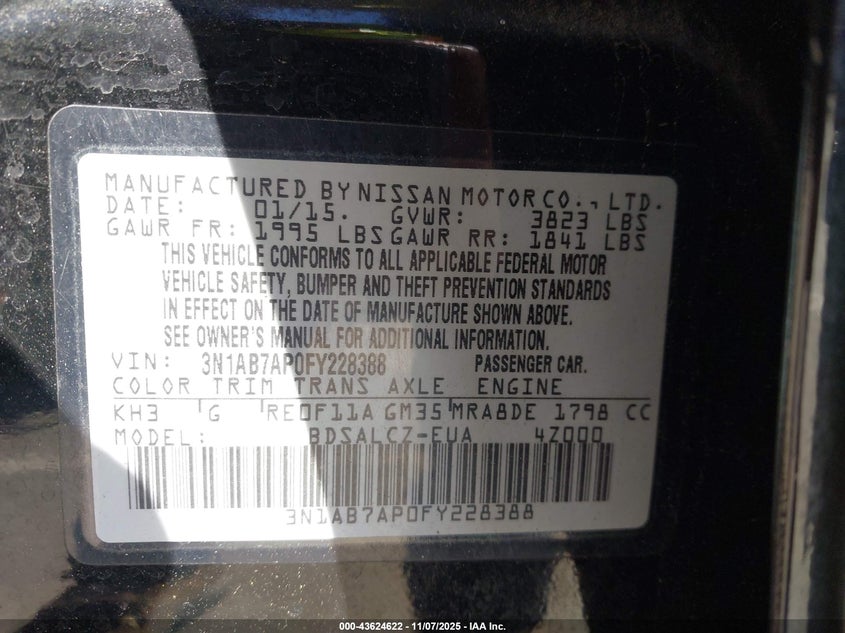 MANUFACTURED BY NISSAN MOTOR CO., LTD.
DATE: 01/15. GVWR: 3823 LBS
GAWR FR: 1995 LBS GAWR RR: 1841 LBS
THIS VEHICLE CONFORMS TO ALL APPLICABLE FEDERAL MOTOR
VEHICLE SAFETY, BUMPER AND THEFT PREVENTION STANDARDS
IN EFFECT ON THE DATE OF MANUFACTURE SHOWN ABOVE.
SEE OWNER'S MANUAL FOR ADDITIONAL INFORMATION.
VIN: 3N1AB7AP0FY228388 PASSENGER CAR.
COLOR TRIM TRANS AXLE ENGINE
KH3 G RE0F11A GM35 MRA8DE 1798 CC
MODEL: BDSALCZ-EUA 4Z000
3N1AB7AP0FY228388
000-43624622 - 11/07/2025 - IAA Inc.